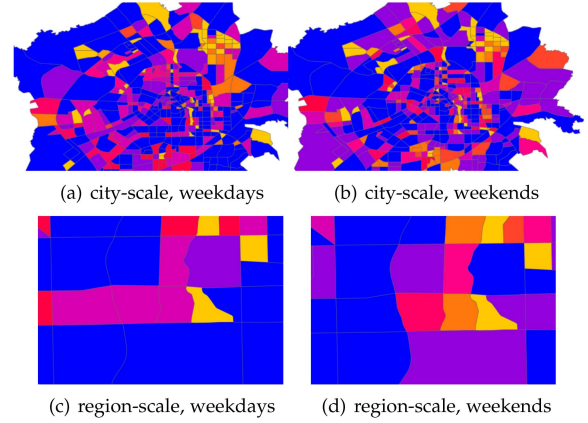 (a) city-scale, weekdays
(b) city-scale, weekends
(c) region-scale, weekdays
(d) region-scale, weekends